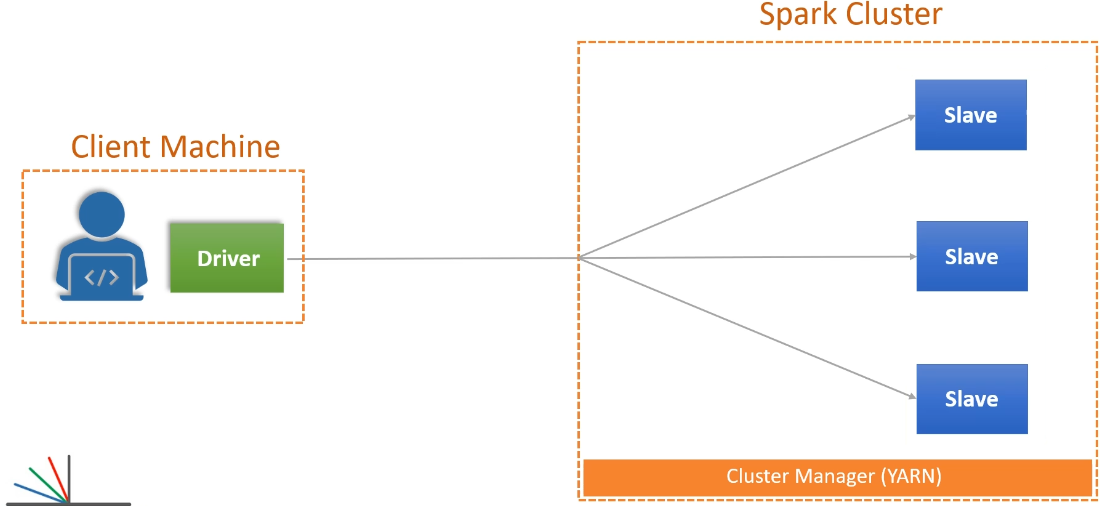 Spark Cluster
Client Machine
</>
Driver
Slave
Slave
Slave
Cluster Manager (YARN)